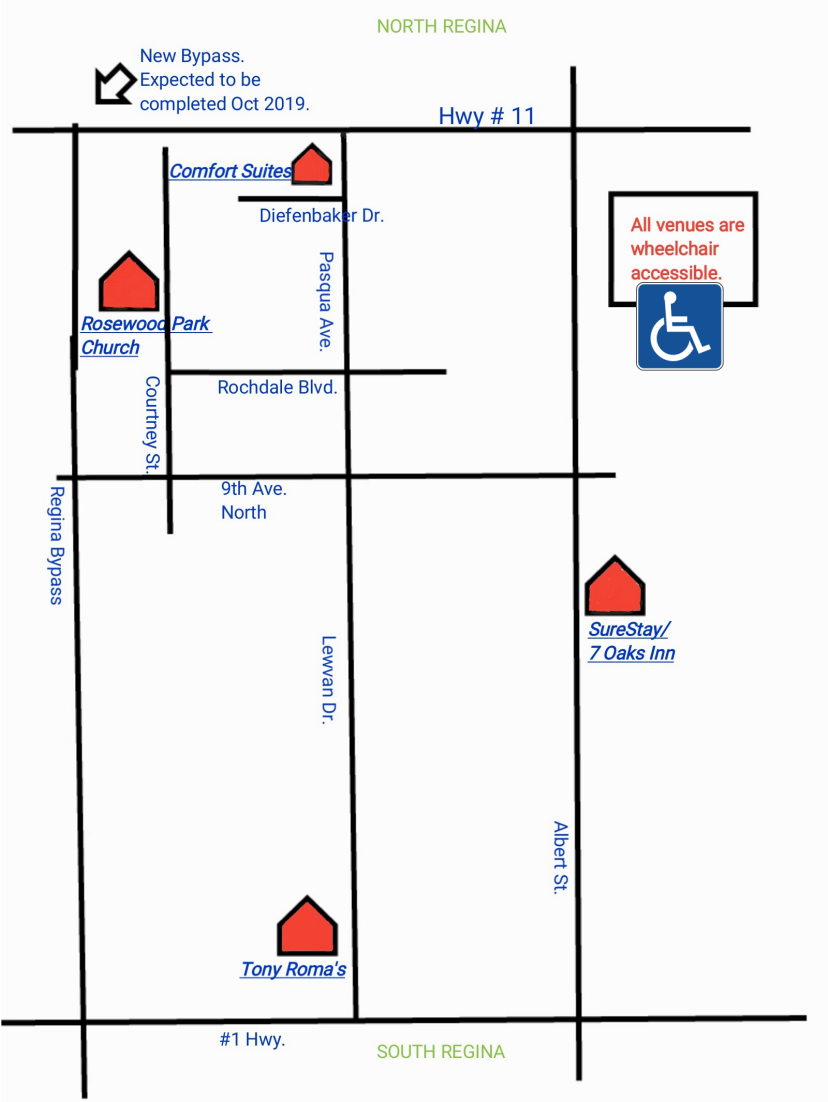 NORTH REGINA
New Bypass.
Expected to be
completed Oct 2019.
Hwy # 11
Comfort Suites
Diefenbaker Dr.
All venues are
wheelchair
accessible.
Pasqua Ave.
Rosewood Park
Church
Courtney St.
Rochdale Blvd.
9th Ave.
North
Regina Bypass
SureStay/
7 Oaks Inn
Lewvan Dr.
Albert St.
Tony Roma's
#1 Hwy.
SOUTH REGINA